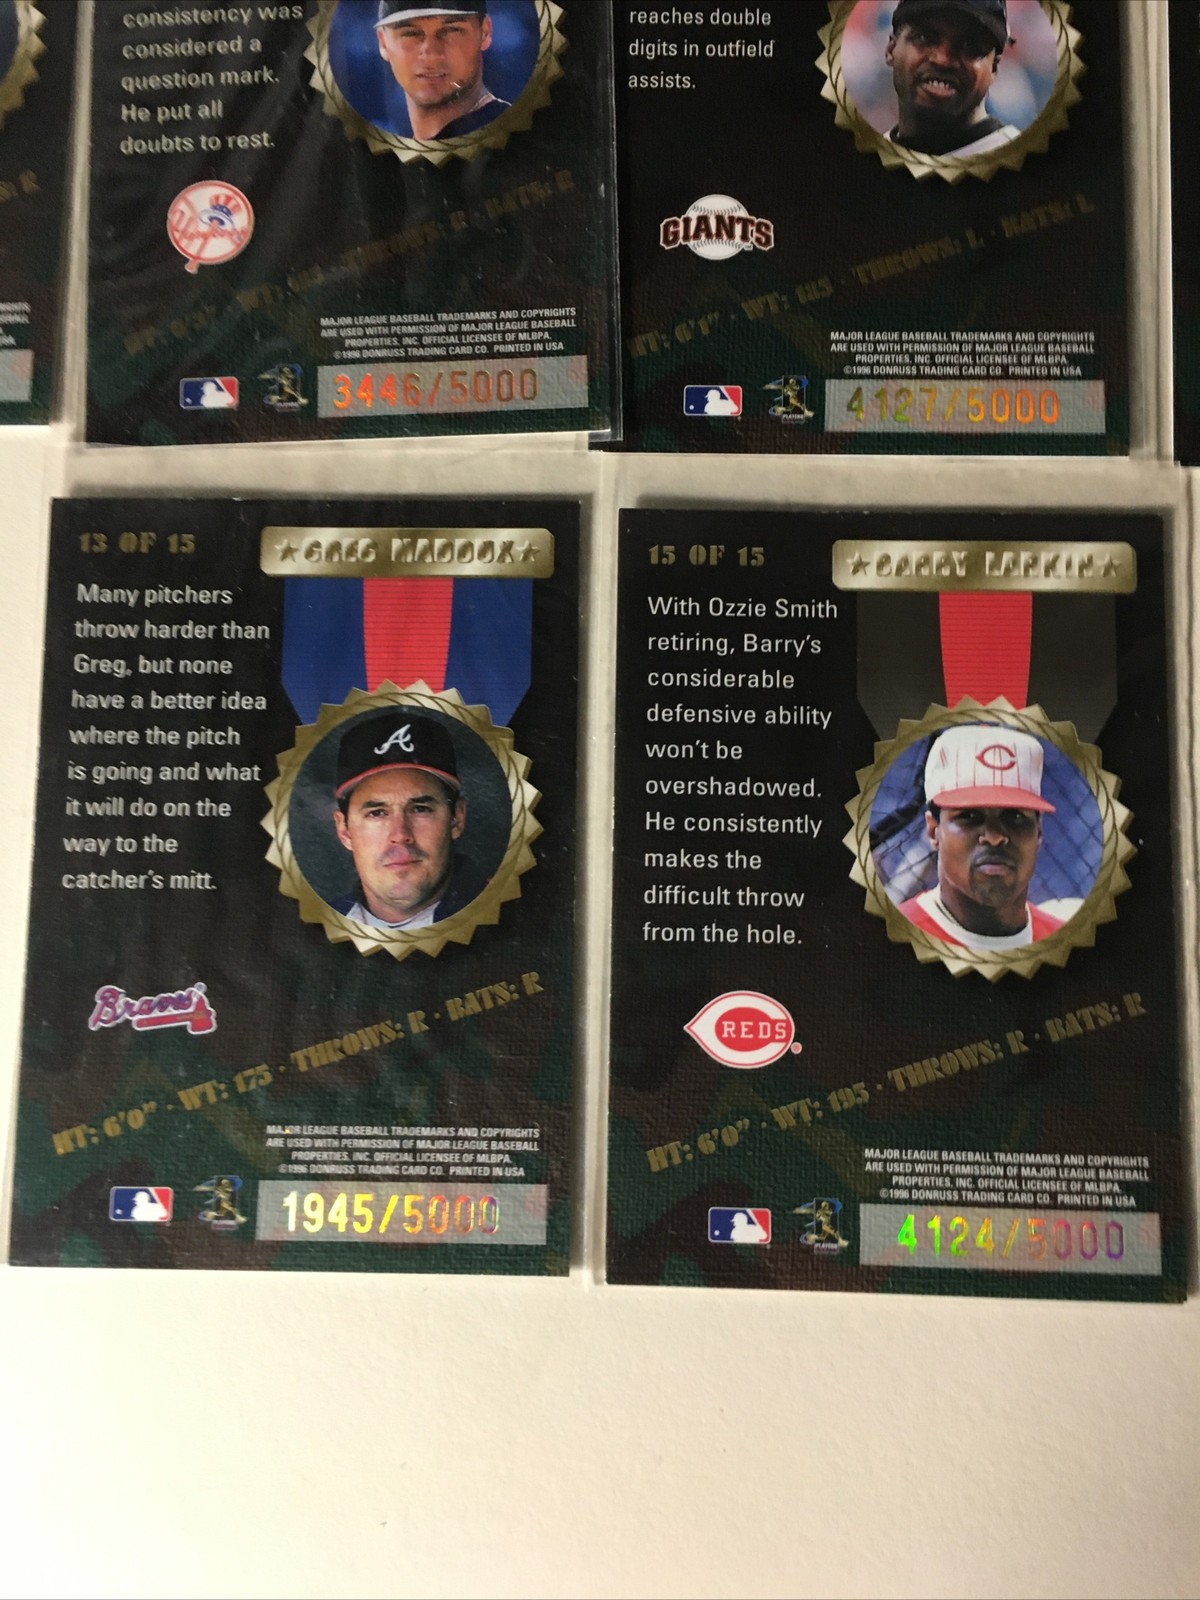 consistency was
considered a
question mark.
He put all
doubts to rest.
Yankees
THROWS: R · BATS: R
MAJOR LEAGUE BASEBALL TRADEMARKS AND COPYRIGHTS
ARE USED WITH PERMISSION OF MAJOR LEAGUE BASEBALL
PROPERTIES, INC. OFFICIAL LICENSEE OF MLBPA.
©1996 DONRUSS TRADING CARD CO. PRINTED IN USA
3446/5000
reaches double
digits in outfield
assists.
GIANTS
HT: 6'1" · WT: 185 · THROWS: L · BATS: L
MAJOR LEAGUE BASEBALL TRADEMARKS AND COPYRIGHTS
ARE USED WITH PERMISSION OF MAJOR LEAGUE BASEBALL
PROPERTIES, INC. OFFICIAL LICENSEE OF MLBPA.
©1996 DONRUSS TRADING CARD CO. PRINTED IN USA
4127/5000
13 OF 15
GREG MADDUX
Many pitchers
throw harder than
Greg, but none
have a better idea
where the pitch
is going and what
it will do on the
way to the
catcher's mitt.
A
Braves
HT: 6'0" · WT: 175 · THROWS: R · BATS: R
MAJOR LEAGUE BASEBALL TRADEMARKS AND COPYRIGHTS
ARE USED WITH PERMISSION OF MAJOR LEAGUE BASEBALL
PROPERTIES, INC. OFFICIAL LICENSEE OF MLBPA.
©1996 DONRUSS TRADING CARD CO. PRINTED IN USA
1945/5000
15 OF 15
BARRY LARKIN
With Ozzie Smith
retiring, Barry's
considerable
defensive ability
won't be
overshadowed.
He consistently
makes the
difficult throw
from the hole.
C
REDS
HT: 6'0" · WT: 195 · THROWS: R · BATS: R
MAJOR LEAGUE BASEBALL TRADEMARKS AND COPYRIGHTS
ARE USED WITH PERMISSION OF MAJOR LEAGUE BASEBALL
PROPERTIES, INC. OFFICIAL LICENSEE OF MLBPA.
©1996 DONRUSS TRADING CARD CO. PRINTED IN USA
4124/5000